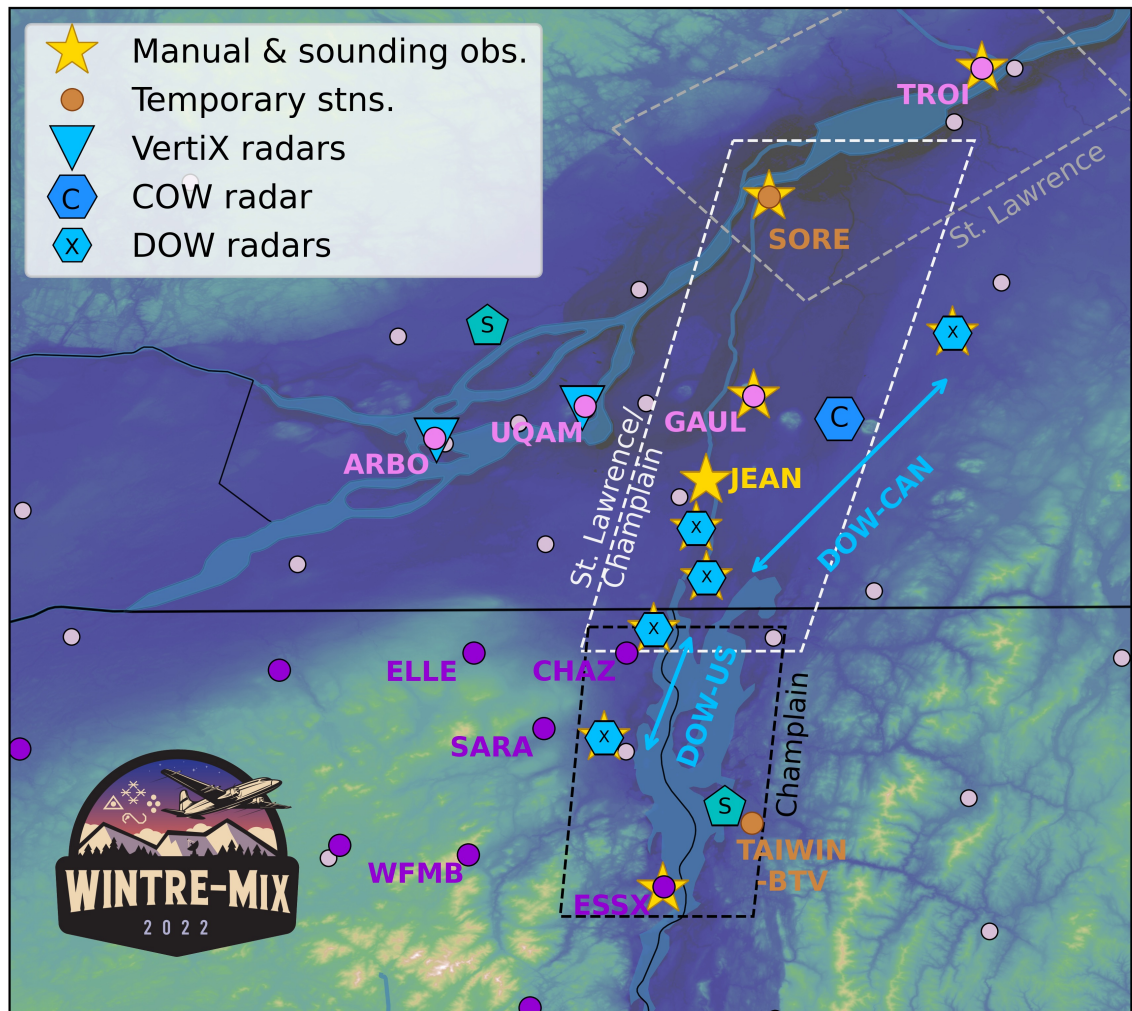 Manual & sounding obs.
Temporary stns.
VertiX radars
C COW radar
X DOW radars
TROI
St. Lawrence
SORE
S
X
C
GAUL
UQAM
ARBO
St. Lawrence/
Champlain
JEAN
DOW-CAN
X
X
X
ELLE
CHAZ
DOW-US
Champlain
X
SARA
S
TAIWIN
-BTV
WFMB
ESSX
WINTRE-MIX
2022